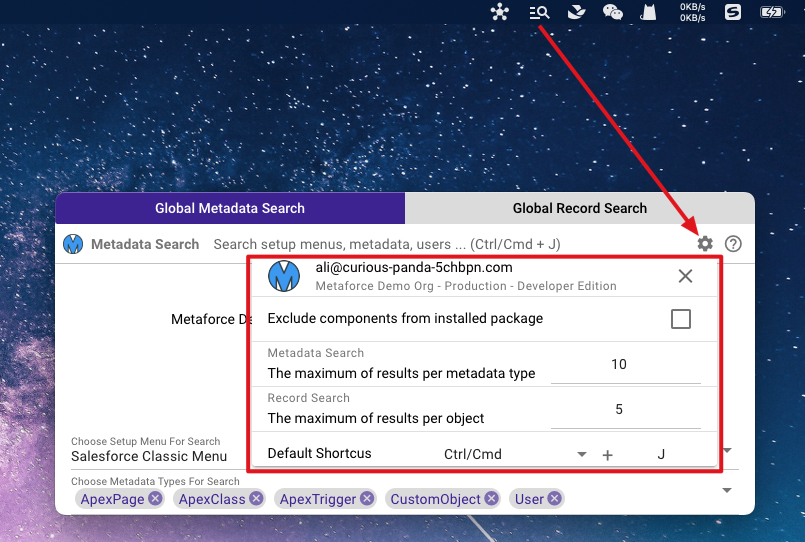 0KB/s
0KB/s
Global Metadata Search
Global Record Search
Metadata Search
Search setup menus, metadata, users ... (Ctrl/Cmd + J)
ali@curious-panda-5chbpn.com
Metaforce Demo Org - Production - Developer Edition
Exclude components from installed package
Metaforce De
Metadata Search
The maximum of results per metadata type
10
Record Search
The maximum of results per object
5
Default Shortcus
Ctrl/Cmd
+
J
Choose Setup Menu For Search
Salesforce Classic Menu
Choose Metadata Types For Search
ApexPage
ApexClass
ApexTrigger
CustomObject
User